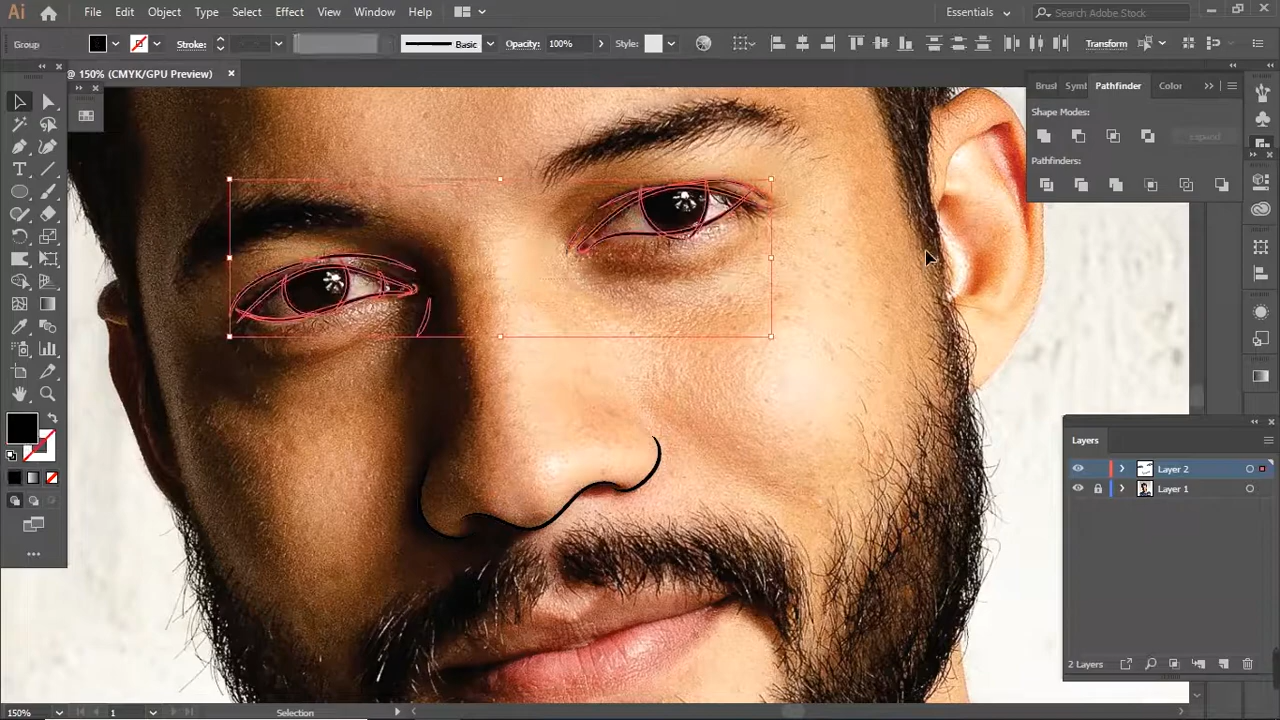 Ai File Edit Object Type Select Effect View Window Help Essentials Search Adobe Stock
Group Stroke: Basic Opacity: 100% Style: Transform
@ 150% (CMYK/GPU Preview)
Brush Symt Pathfinder Color
Shape Modes:
Expand
Pathfinders:
Layers
Layer 2
Layer 1
2 Layers
150% 1 Selection